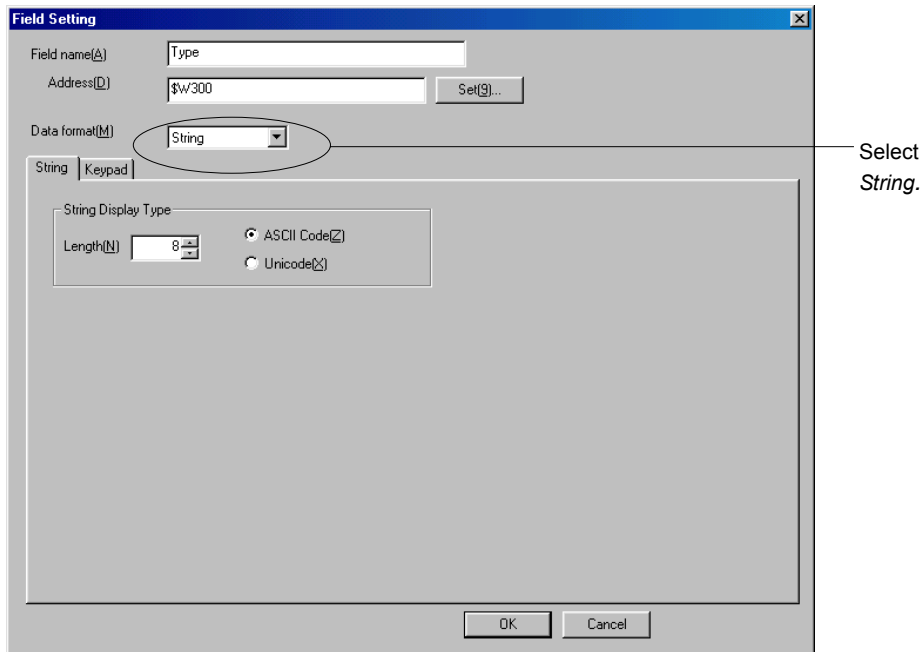 Field Setting
Field name(A) Type
Address(D) $W300 Set(9)...
Data format(M) String
Select
String.
String Keypad
String Display Type
Length(N) 8 ASCII Code(Z)
Unicode(X)
OK Cancel